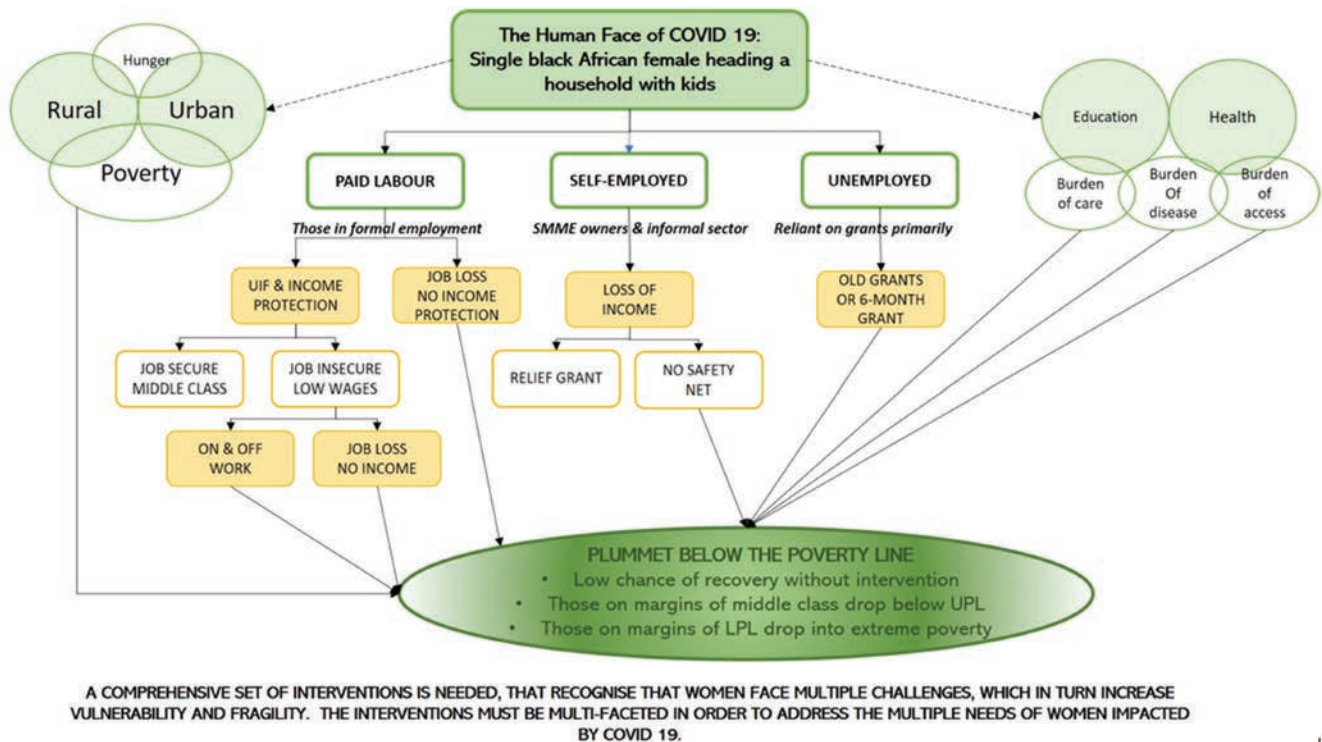 The Human Face of COVID 19:
Single black African female heading a
household with kids
Hunger
Rural
Urban
Poverty
Education
Health
Burden
of care
Burden
Of
disease
Burden
of
access
PAID LABOUR
SELF-EMPLOYED
UNEMPLOYED
Those in formal employment
SMME owners & informal sector
Reliant on grants primarily
UIF & INCOME
PROTECTION
JOB LOSS
NO INCOME
PROTECTION
LOSS OF
INCOME
OLD GRANTS
OR 6-MONTH
GRANT
JOB SECURE
MIDDLE CLASS
JOB INSECURE
LOW WAGES
RELIEF GRANT
NO SAFETY
NET
ON & OFF
WORK
JOB LOSS
NO INCOME
PLUMMET BELOW THE POVERTY LINE
• Low chance of recovery without intervention
• Those on margins of middle class drop below UPL
• Those on margins of LPL drop into extreme poverty
A COMPREHENSIVE SET OF INTERVENTIONS IS NEEDED, THAT RECOGNISE THAT WOMEN FACE MULTIPLE CHALLENGES, WHICH IN TURN INCREASE
VULNERABILITY AND FRAGILITY. THE INTERVENTIONS MUST BE MULTI-FACETED IN ORDER TO ADDRESS THE MULTIPLE NEEDS OF WOMEN IMPACTED
BY COVID 19.